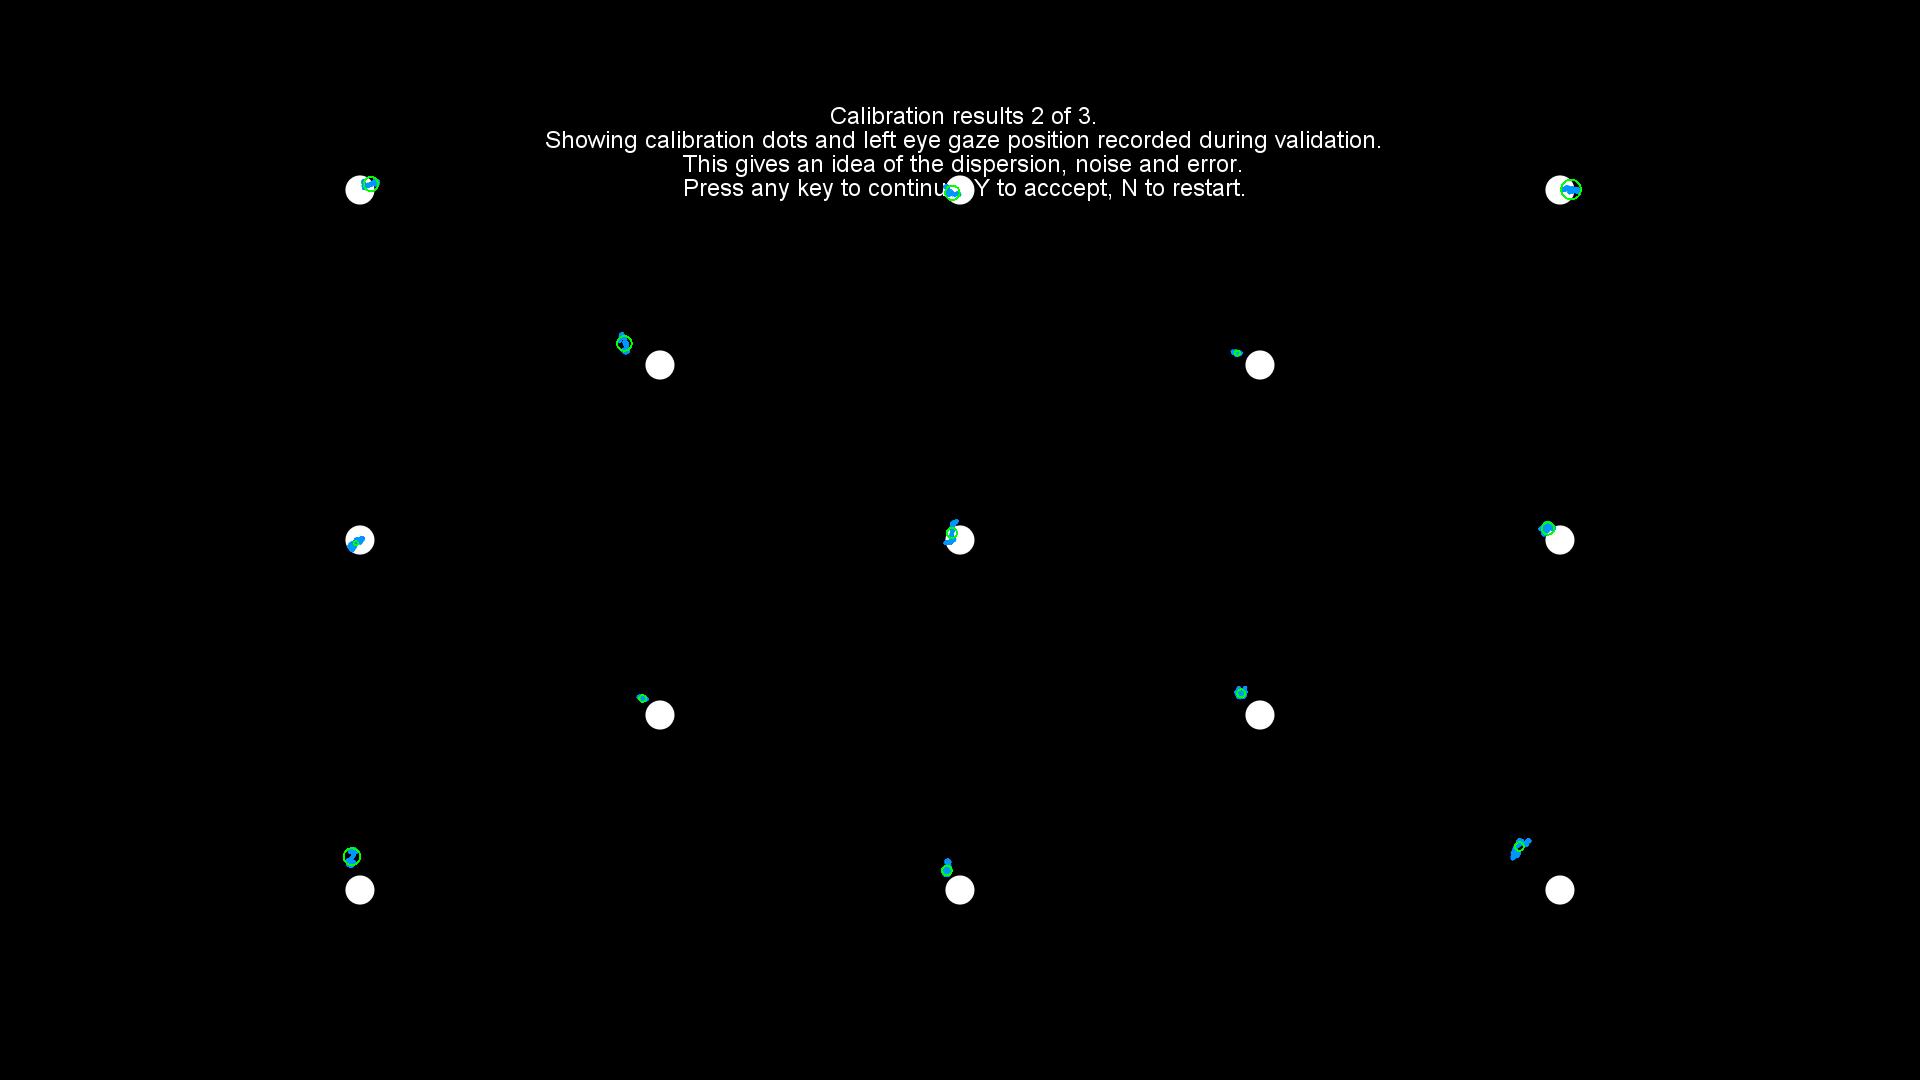 Calibration results 2 of 3.
Showing calibration dots and left eye gaze position recorded during validation.
This gives an idea of the dispersion, noise and error.
Press any key to continu Y to acccept, N to restart.